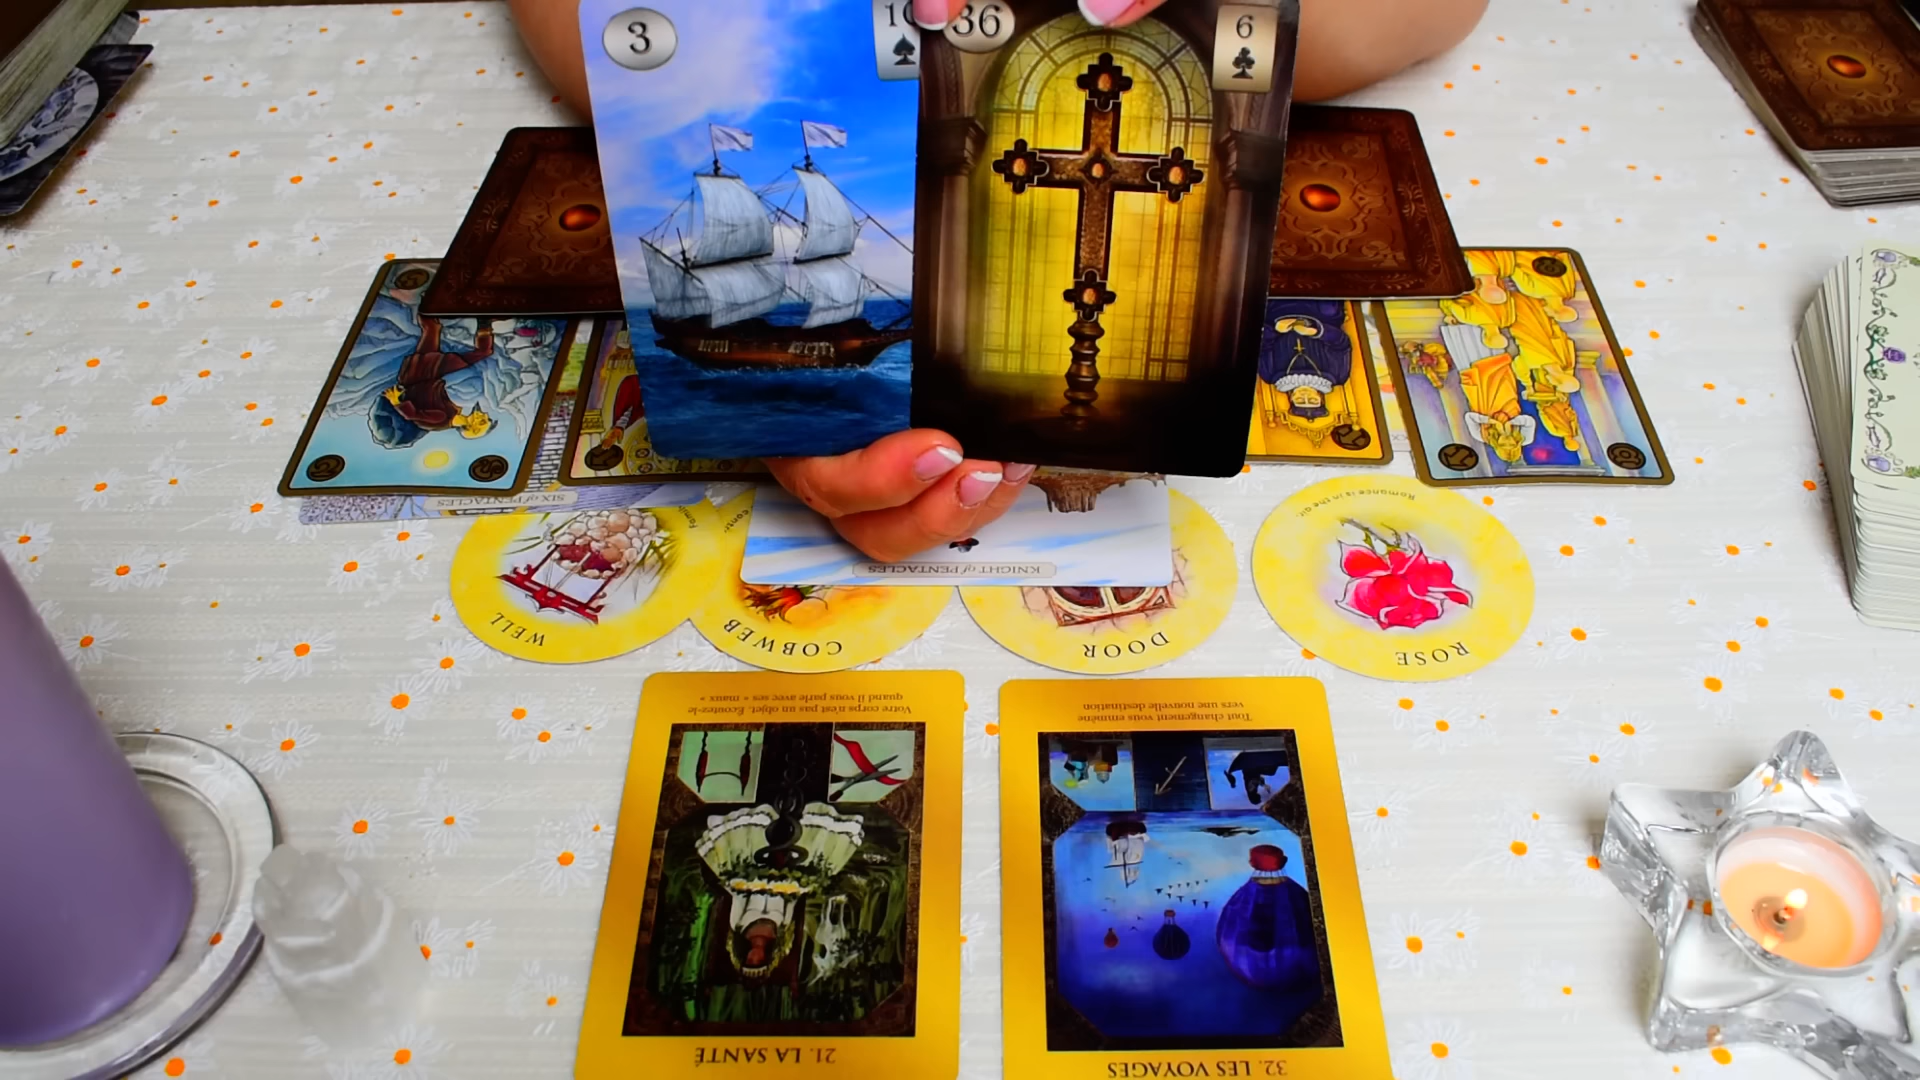 3
10
36
6
SIX of PENTACLES
KNIGHT of PENTACLES
Romance is in the air.
WELL
COBWEB
DOOR
ROSE
Votre corps n'est pas un objet. Écoutez-le
quand il vous parle avec ses « maux »
Tout changement vous emmène
vers une nouvelle destination
21. LA SANTÉ
32. LES VOYAGES